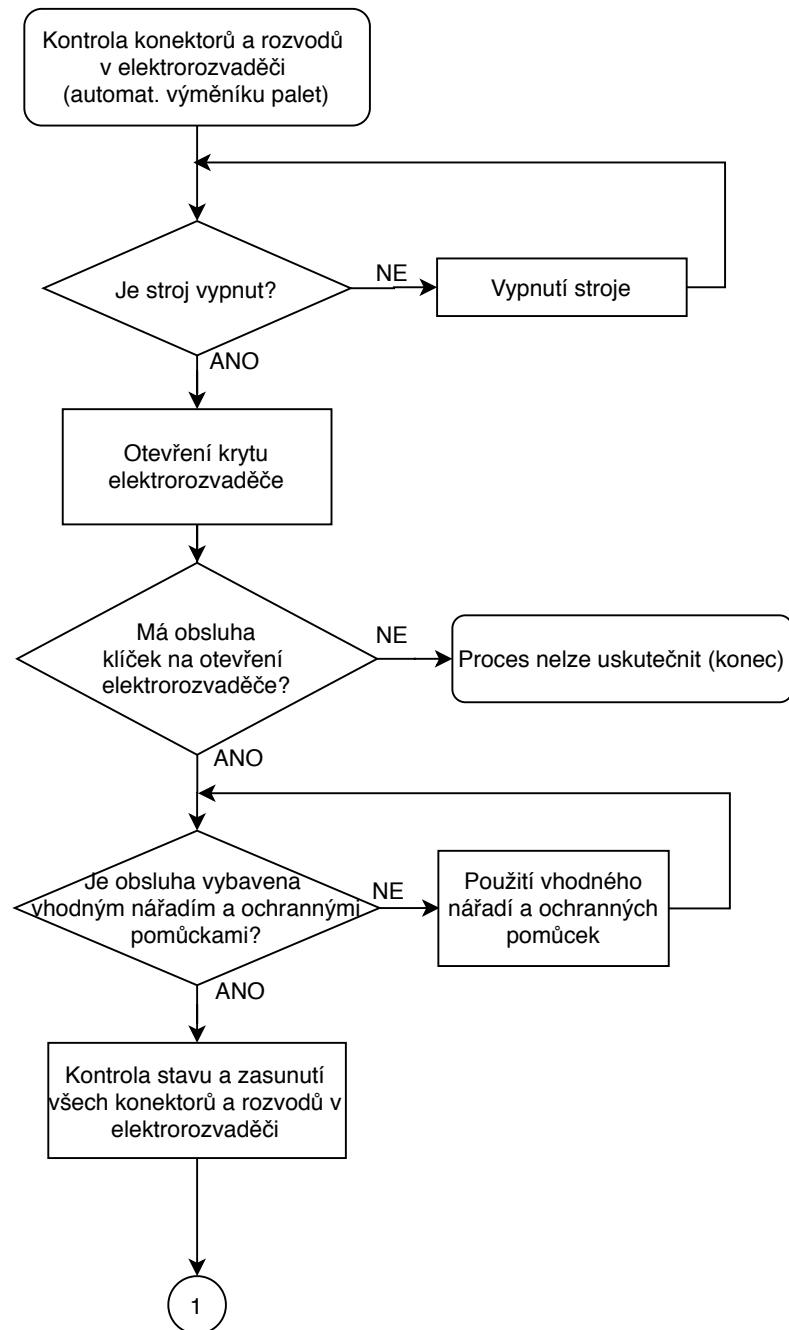 Kontrola konektorů a rozvodů
v elektrorozvaděči
(automat. výměníku palet)
Je stroj vypnut?
NE
Vypnutí stroje
ANO
Otevření krytu
elektrorozvaděče
Má obsluha
klíček na otevření
elektrorozvaděče?
NE
Proces nelze uskutečnit (konec)
ANO
Je obsluha vybavena
vhodným nářadím a ochrannými
pomůckami?
NE
Použití vhodného
nářadí a ochranných
pomůcek
ANO
Kontrola stavu a zasunutí
všech konektorů a rozvodů v
elektrorozvaděči
1